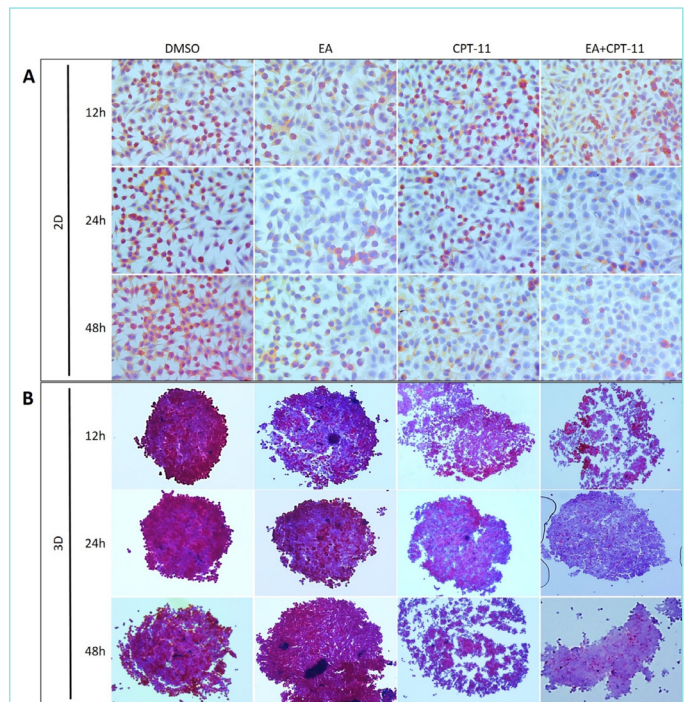 DMSO EA CPT-11 EA+CPT-11
A
12h
2D
24h
48h
B
12h
3D
24h
48h